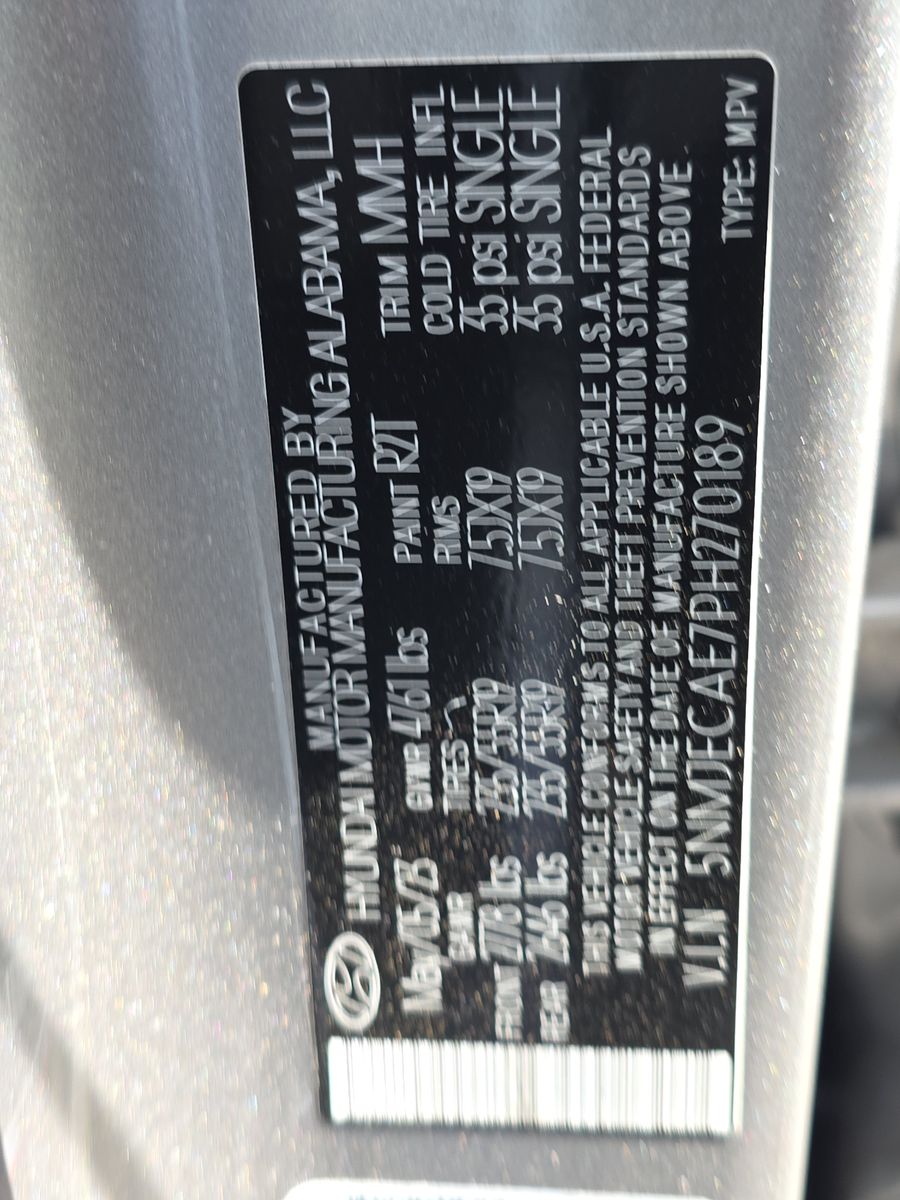 MANUFACTURED BY
HYUNDAI MOTOR MANUFACTURING ALABAMA, LLC
GVWR 4761 lbs PAINT R2T TRIM MMH
GAWR TIRES RIMS COLD TIRE INFL
FRONT 2778 lbs 235/55R19 7.5JX19 35 psi SINGLE
REAR lbs 235/55R19 7.5JX19 35 psi SINGLE
THIS VEHICLE CONFORMS TO ALL APPLICABLE U.S.A. FEDERAL
MOTOR VEHICLE SAFETY AND THEFT PREVENTION STANDARDS
IN EFFECT ON THE DATE OF MANUFACTURE SHOWN ABOVE
V.I.N 5NMJECAE7PH270189 TYPE: MPV